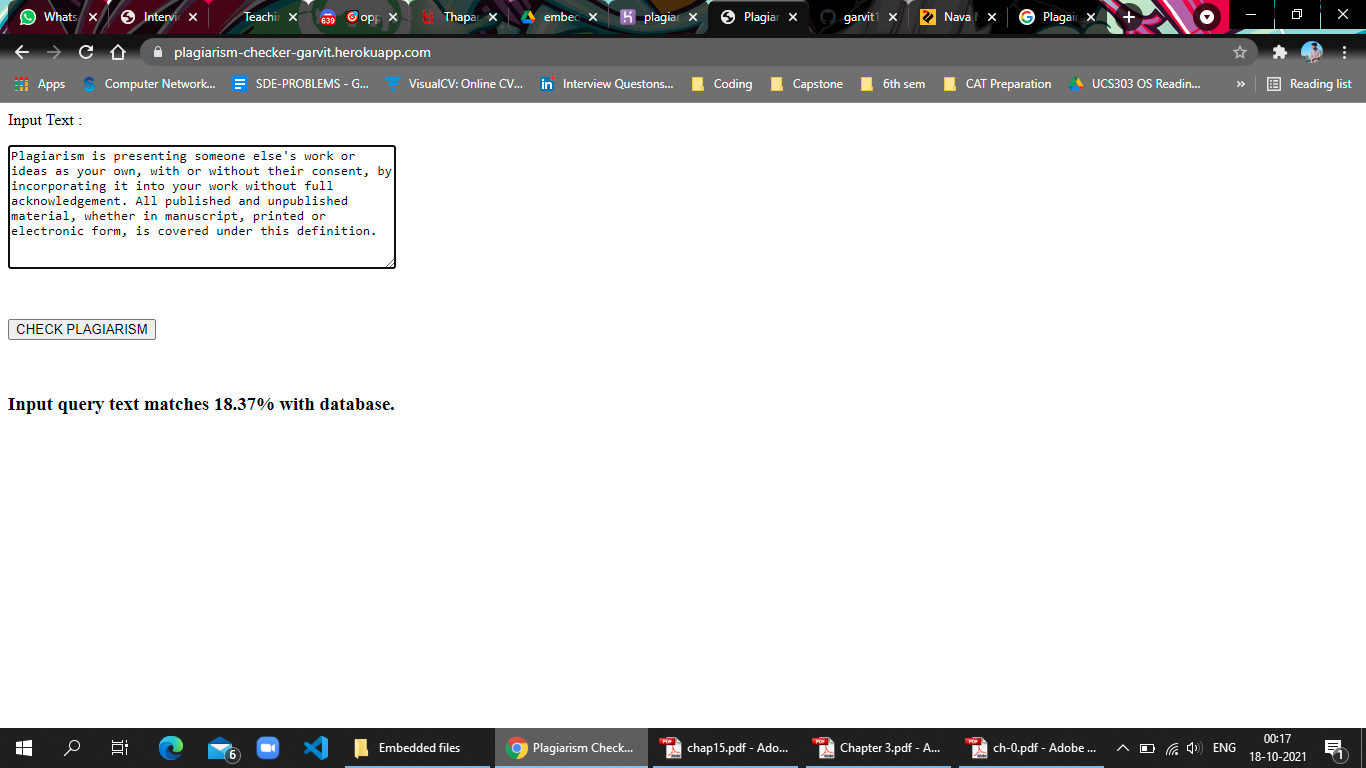 Whats
Intervi
Teachin
639
opp
Thapar
embec
plagiar
Plagiar
garvit1
Nava
Plagai
plagiarism-checker-garvit.herokuapp.com
Apps
Computer Network...
SDE-PROBLEMS - G...
VisualCV: Online CV...
Interview Questons...
Coding
Capstone
6th sem
CAT Preparation
UCS303 OS Readin...
»
Reading list
Input Text :
Plagiarism is presenting someone else's work or
ideas as your own, with or without their consent, by
incorporating it into your work without full
acknowledgement. All published and unpublished
material, whether in manuscript, printed or
electronic form, is covered under this definition.
CHECK PLAGIARISM
Input query text matches 18.37% with database.
6
Embedded files
Plagiarism Check...
chap15.pdf - Ado...
Chapter 3.pdf - A...
ch-0.pdf - Adobe ...
ENG
00:17
18-10-2021
1